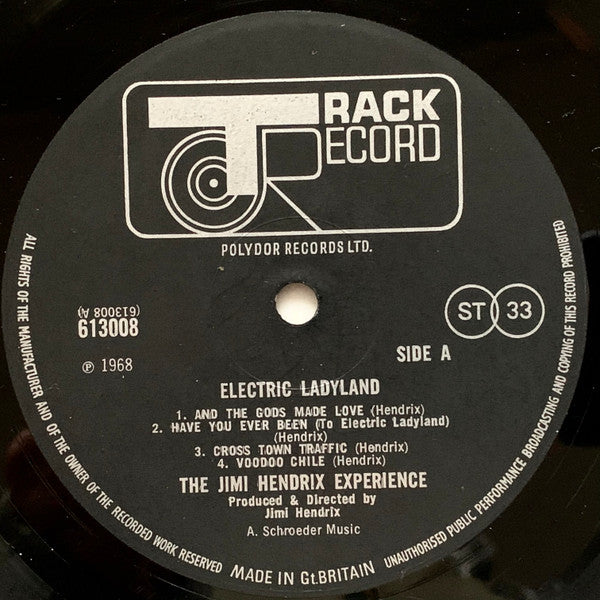 TRACK
RECORD
POLYDOR RECORDS LTD.
(613008 A)
613008
ST 33
SIDE A
℗ 1968
ELECTRIC LADYLAND
1. AND THE GODS MADE LOVE (Hendrix)
2. HAVE YOU EVER BEEN (To Electric Ladyland)
(Hendrix)
3. CROSS TOWN TRAFFIC (Hendrix)
4. VOODOO CHILE (Hendrix)
THE JIMI HENDRIX EXPERIENCE
Produced & Directed by
Jimi Hendrix
A. Schroeder Music
ALL RIGHTS OF THE MANUFACTURER AND OF THE OWNER OF THE RECORDED WORK RESERVED
MADE IN Gt.BRITAIN
UNAUTHORISED PUBLIC PERFORMANCE BROADCASTING AND COPYING OF THIS RECORD PROHIBITED